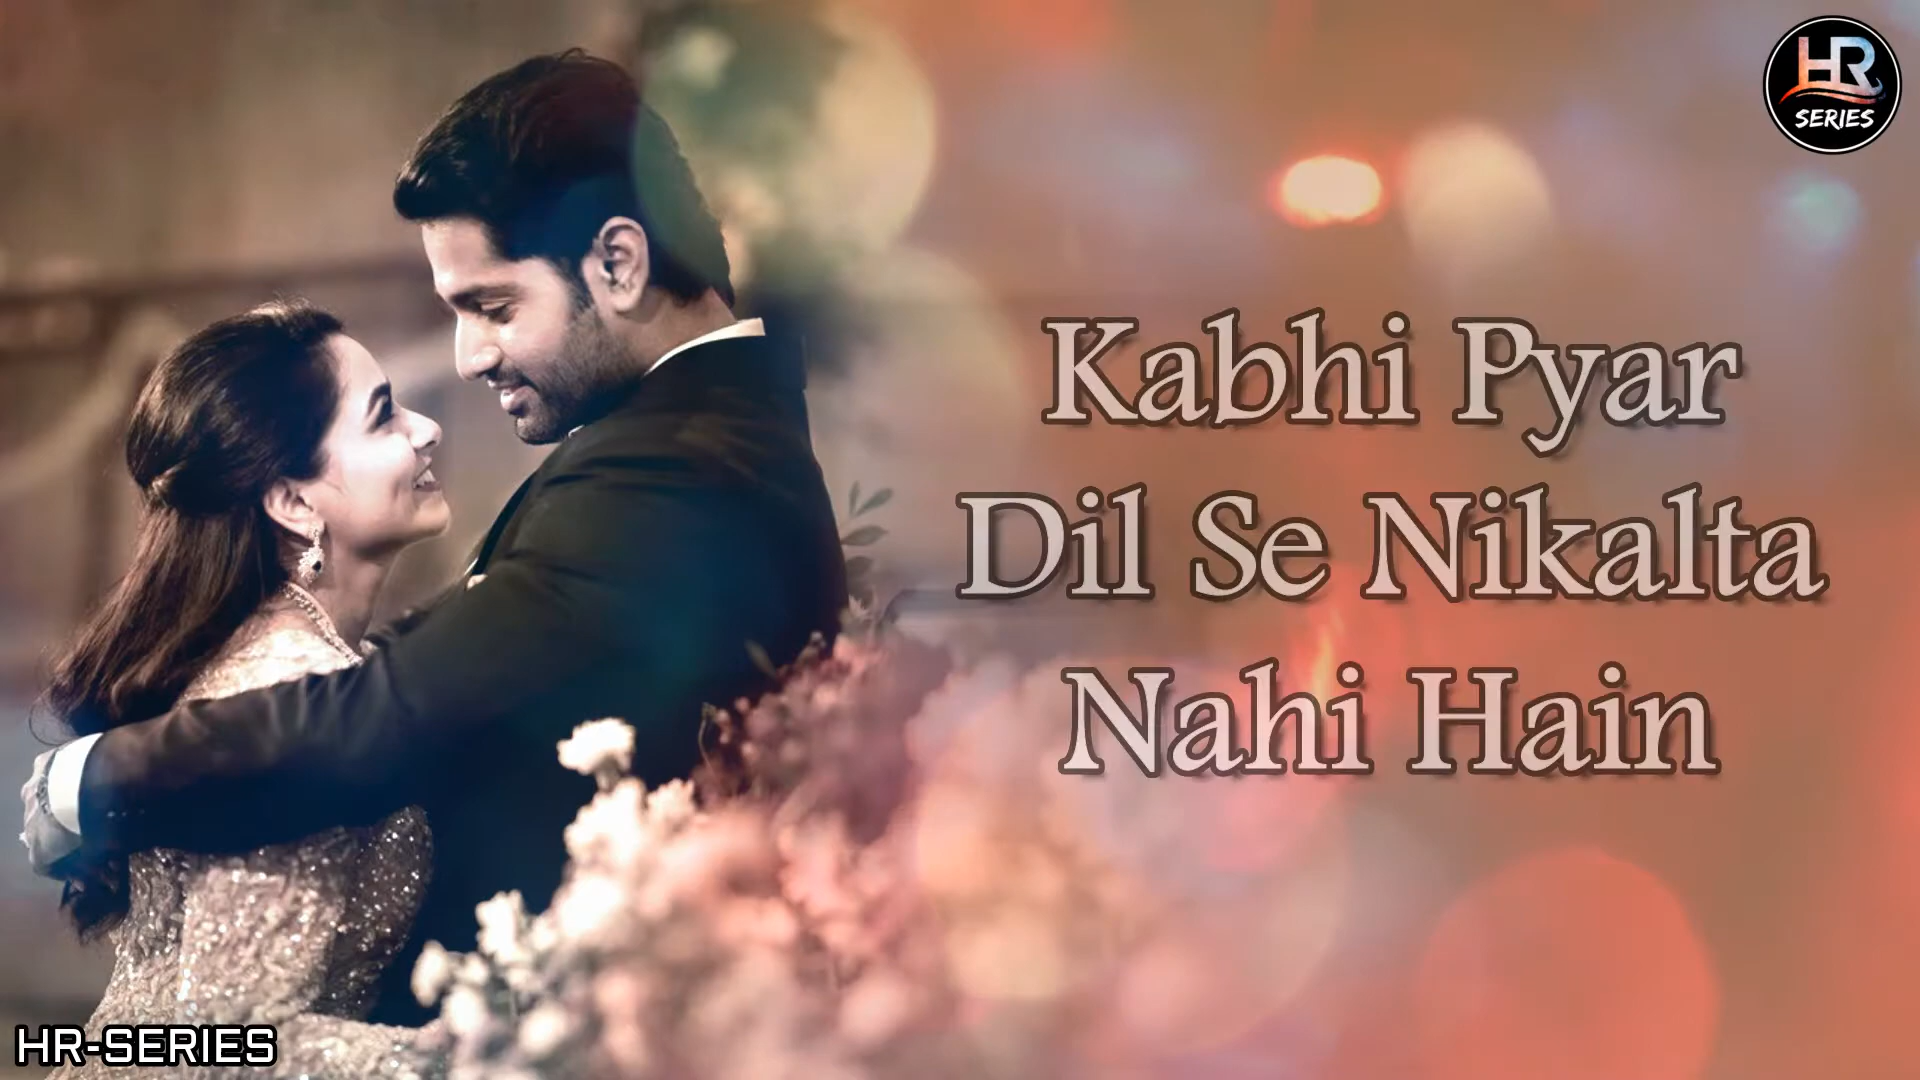 HR
SERIES
Kabhi Pyar
Dil Se Nikalta
Nahi Hain
HR-SERIES